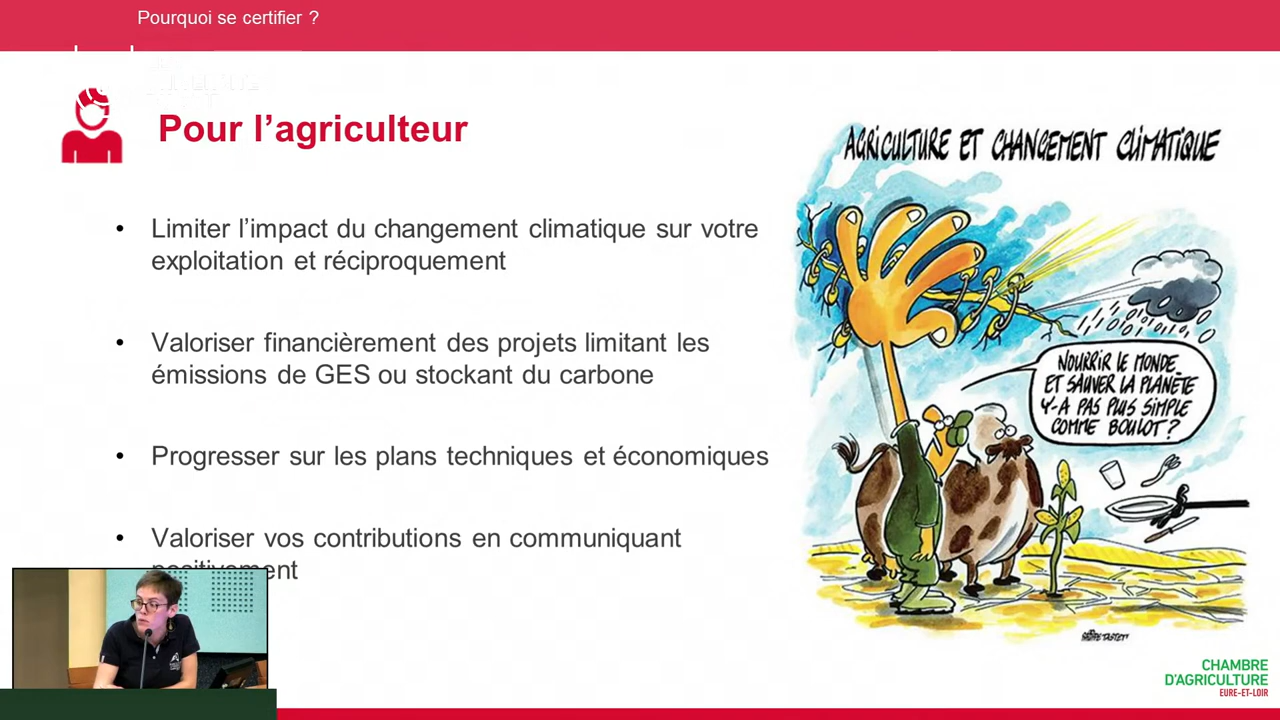 Pourquoi se certifier ?
Pour l’agriculteur
• Limiter l’impact du changement climatique sur votre
exploitation et réciproquement
• Valoriser financièrement des projets limitant les
émissions de GES ou stockant du carbone
• Progresser sur les plans techniques et économiques
• Valoriser vos contributions en communiquant
positivement
AGRICULTURE ET CHANGEMENT CLIMATIQUE
NOURRIR LE MONDE
ET SAUVER LA PLANÈTE
Y-A PAS PLUS SIMPLE
COMME BOULOT ?
CHAMBRE
D'AGRICULTURE
EURE-ET-LOIR